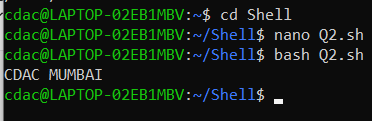 cdac@LAPTOP-02EB1MBV:~$ cd Shell
cdac@LAPTOP-02EB1MBV:~/Shell$ nano Q2.sh
cdac@LAPTOP-02EB1MBV:~/Shell$ bash Q2.sh
CDAC MUMBAI
cdac@LAPTOP-02EB1MBV:~/Shell$